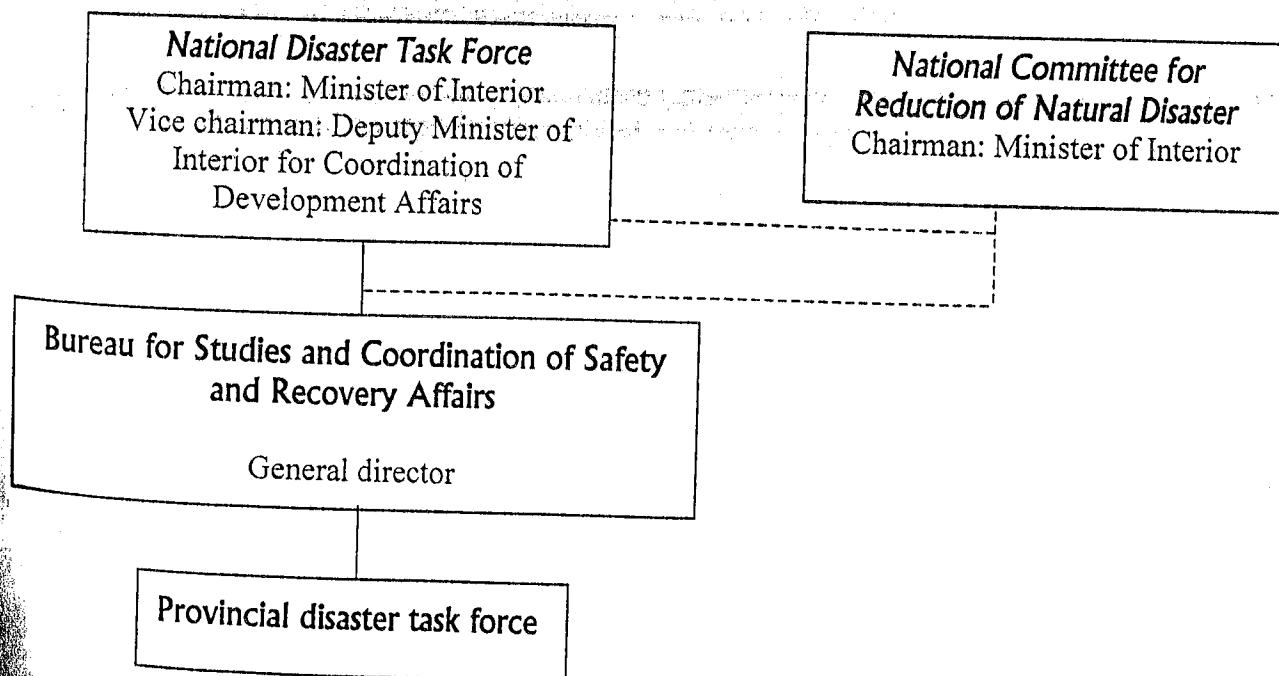 National Disaster Task Force
Chairman: Minister of Interior
Vice chairman: Deputy Minister of
Interior for Coordination of
Development Affairs
National Committee for
Reduction of Natural Disaster
Chairman: Minister of Interior
Bureau for Studies and Coordination of Safety
and Recovery Affairs
General director
Provincial disaster task force